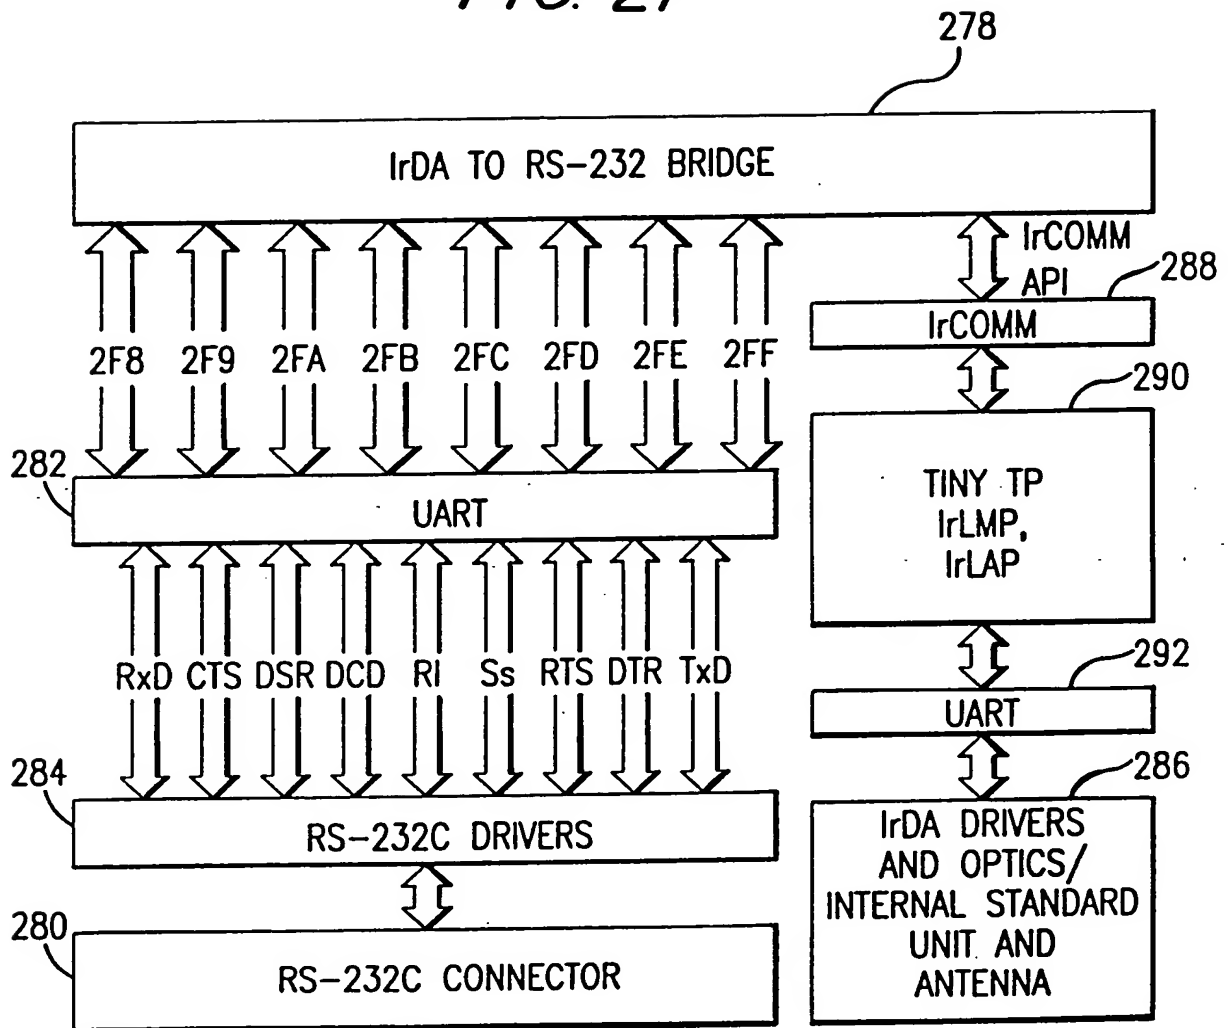 FIG. 27
278
IrDA TO RS-232 BRIDGE
IrCOMM
API
288
IrCOMM
2F8 2F9 2FA 2FB 2FC 2FD 2FE 2FF
290
282
UART
TINY TP
IrLMP,
IrLAP
RxD CTS DSR DCD RI Ss RTS DTR TxD
292
UART
284
RS-232C DRIVERS
286
IrDA DRIVERS
AND OPTICS/
INTERNAL STANDARD
UNIT AND
ANTENNA
280
RS-232C CONNECTOR